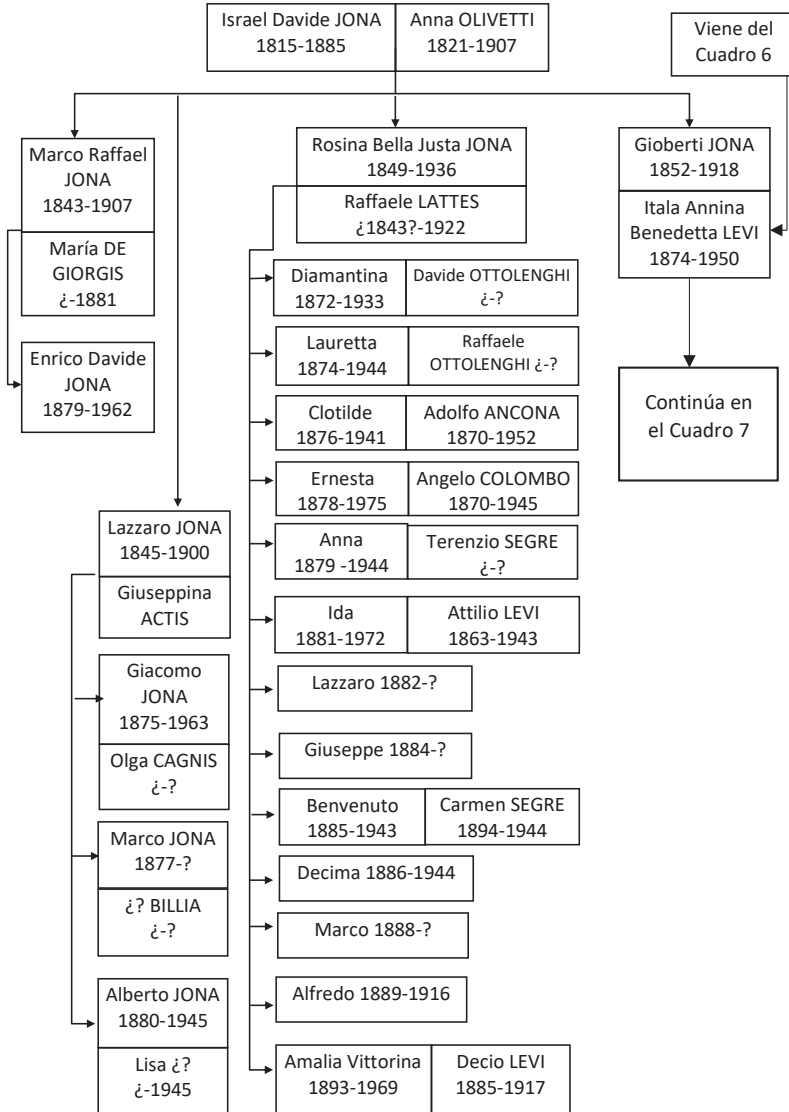 Israel Davide JONA
1815-1885
Anna OLIVETTI
1821-1907
Viene del
Cuadro 6
Marco Raffael
JONA
1843-1907
María DE
GIORGIS
¿-1881
Enrico Davide
JONA
1879-1962
Lazzaro JONA
1845-1900
Giuseppina
ACTIS
Giacomo
JONA
1875-1963
Olga CAGNIS
¿-?
Marco JONA
1877-?
¿? BILLIA
¿-?
Alberto JONA
1880-1945
Lisa ¿?
¿-1945
Rosina Bella Justa JONA
1849-1936
Raffaele LATTES
¿1843?-1922
Diamantina
1872-1933
Davide OTTOLENGHI
¿-?
Lauretta
1874-1944
Raffaele
OTTOLENGHI ¿-?
Clotilde
1876-1941
Adolfo ANCONA
1870-1952
Ernesta
1878-1975
Angelo COLOMBO
1870-1945
Anna
1879 -1944
Terenzio SEGRE
¿-?
Ida
1881-1972
Attilio LEVI
1863-1943
Lazzaro 1882-?
Giuseppe 1884-?
Benvenuto
1885-1943
Carmen SEGRE
1894-1944
Decima 1886-1944
Marco 1888-?
Alfredo 1889-1916
Amalia Vittorina
1893-1969
Decio LEVI
1885-1917
Gioberti JONA
1852-1918
Itala Annina
Benedetta LEVI
1874-1950
Continúa en
el Cuadro 7